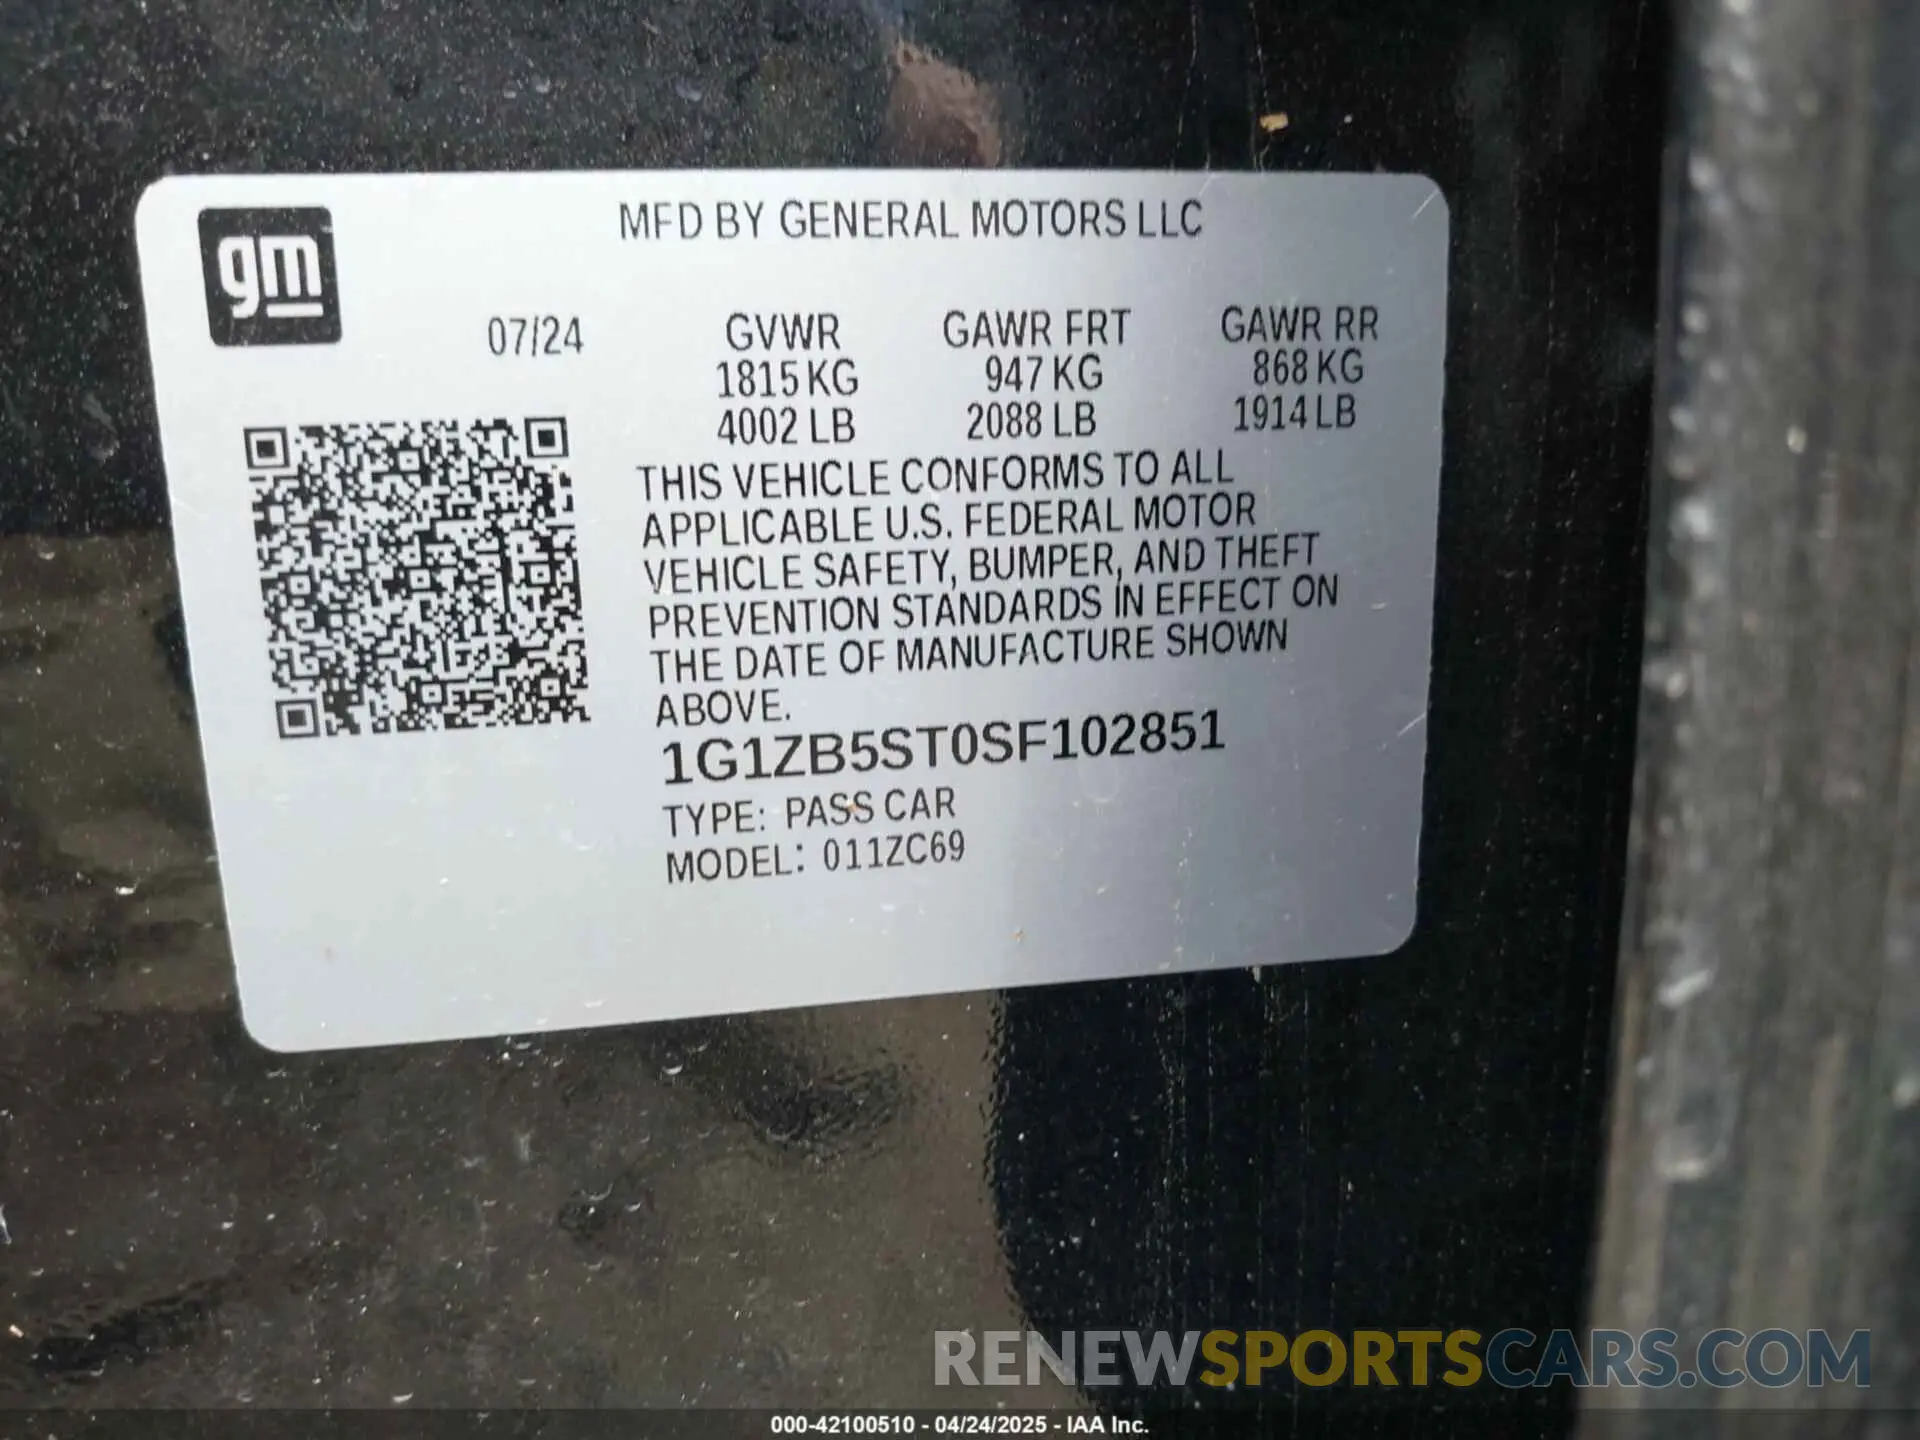 gm
MFD BY GENERAL MOTORS LLC
07/24 GVWR GAWR FRT GAWR RR
1815 KG 947 KG 868 KG
4002 LB 2088 LB 1914 LB
THIS VEHICLE CONFORMS TO ALL
APPLICABLE U.S. FEDERAL MOTOR
VEHICLE SAFETY, BUMPER, AND THEFT
PREVENTION STANDARDS IN EFFECT ON
THE DATE OF MANUFACTURE SHOWN
ABOVE.
1G1ZB5ST0SF102851
TYPE: PASS CAR
MODEL: 011ZC69
RENEWSPORTSCARS.COM
000-42100510 - 04/24/2025 - IAA Inc.